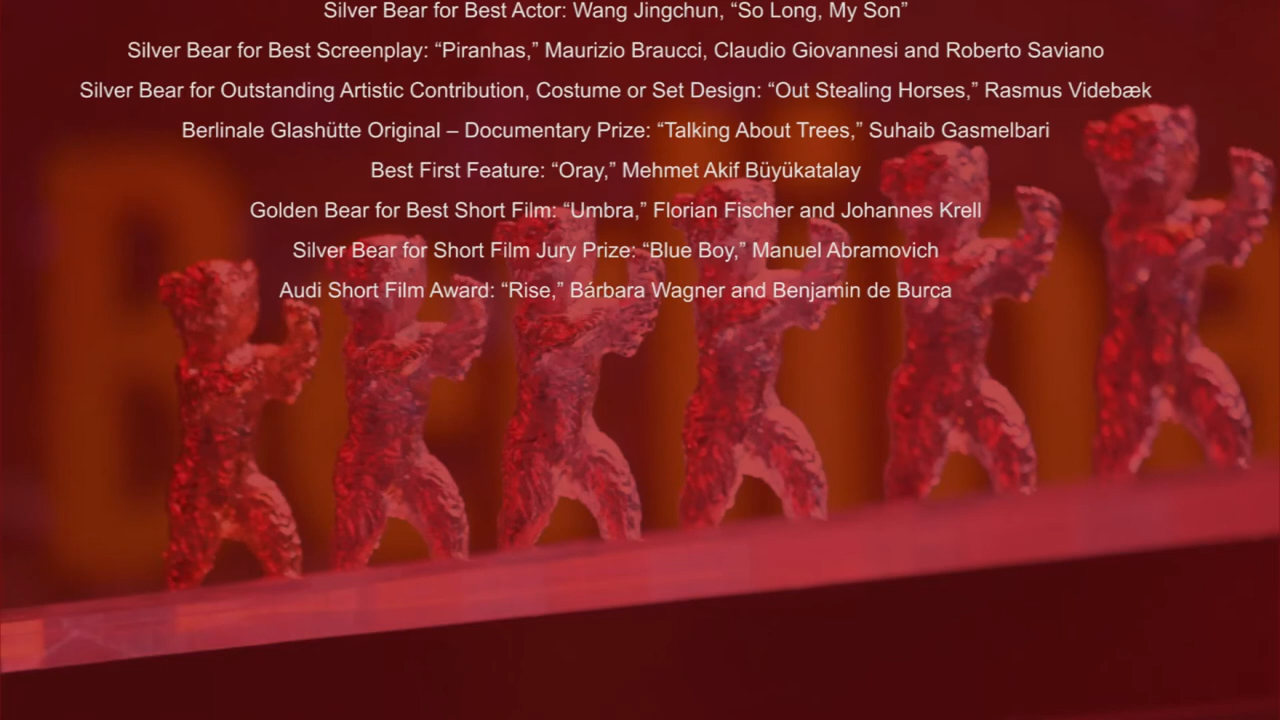 Silver Bear for Best Actor: Wang Jingchun, “So Long, My Son”
Silver Bear for Best Screenplay: “Piranhas,” Maurizio Braucci, Claudio Giovannesi and Roberto Saviano
Silver Bear for Outstanding Artistic Contribution, Costume or Set Design: “Out Stealing Horses,” Rasmus Videbæk
Berlinale Glashütte Original – Documentary Prize: “Talking About Trees,” Suhaib Gasmelbari
Best First Feature: “Oray,” Mehmet Akif Büyükatalay
Golden Bear for Best Short Film: “Umbra,” Florian Fischer and Johannes Krell
Silver Bear for Short Film Jury Prize: “Blue Boy,” Manuel Abramovich
Audi Short Film Award: “Rise,” Bárbara Wagner and Benjamin de Burca